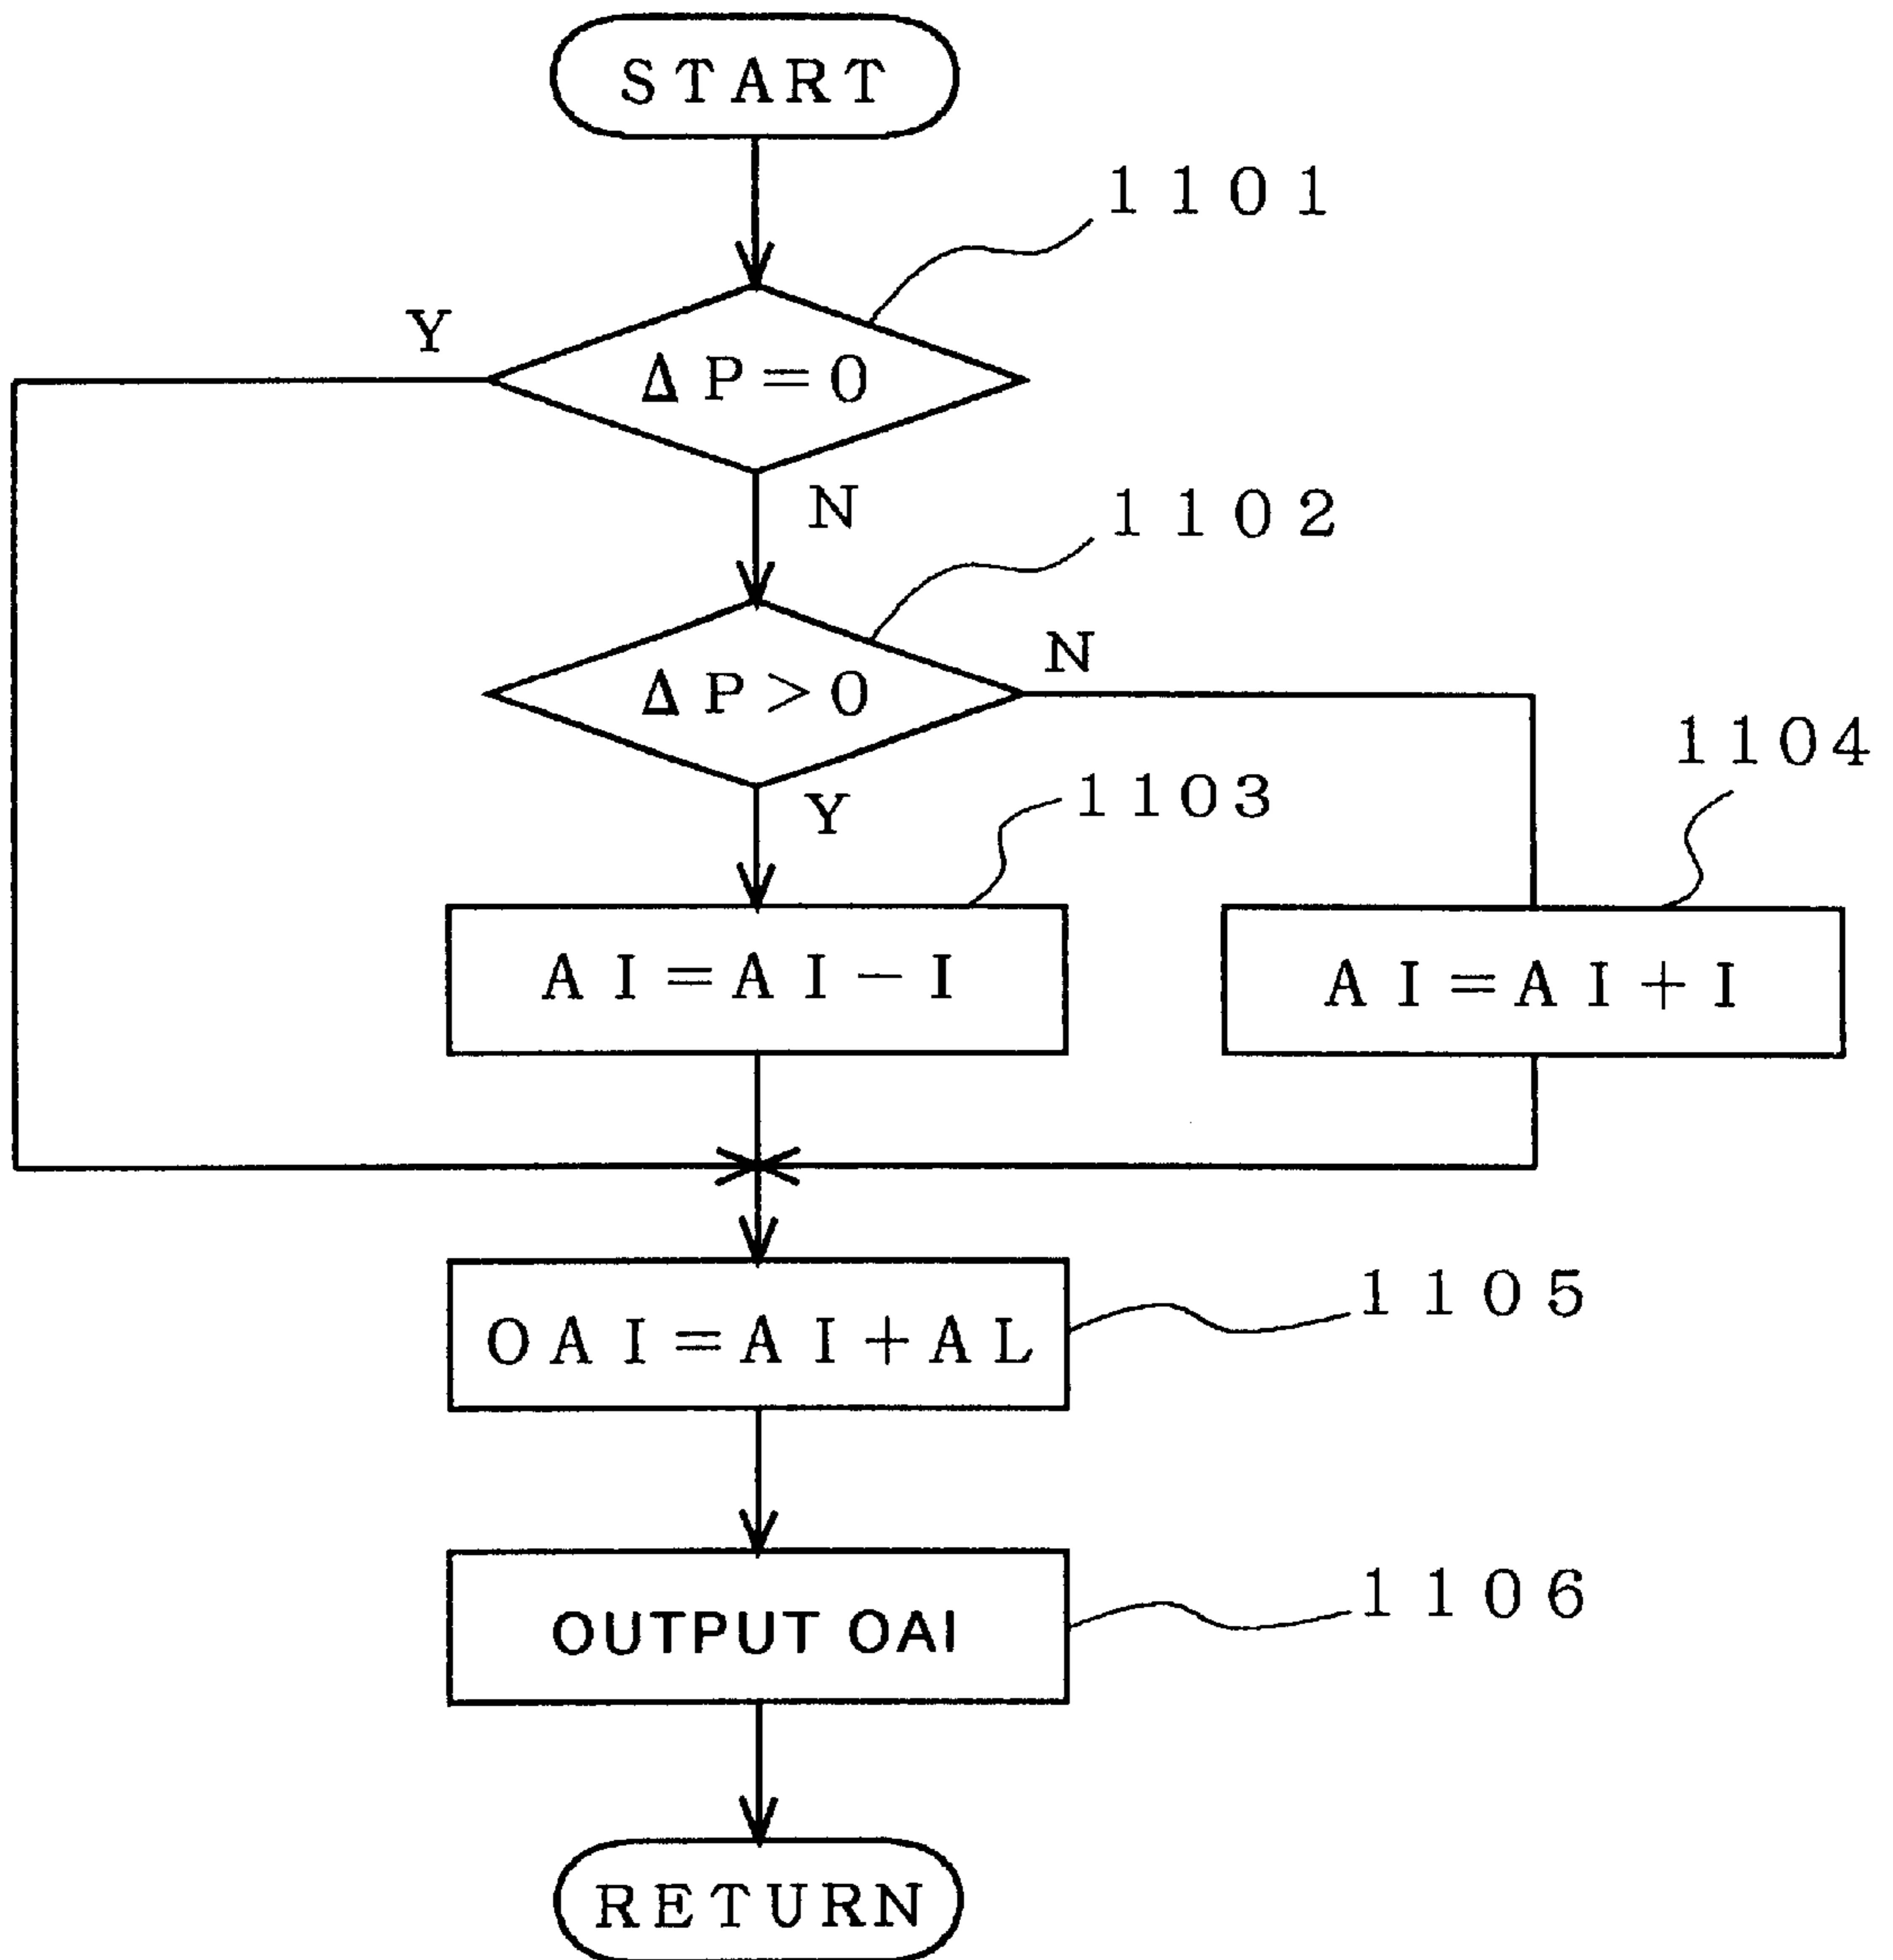 START
1101
Y
ΔP=0
N
1102
N
ΔP>0
1104
Y
1103
AI=AI-I
AI=AI+I
1105
OAI=AI+AL
1106
OUTPUT OAI
RETURN